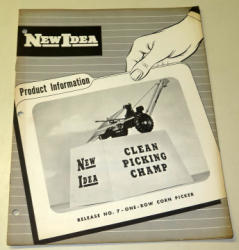 NEW IDEA
Product Information
NEW
IDEA
CLEAN
PICKING
CHAMP
RELEASE NO. 7 - ONE-ROW CORN PICKER